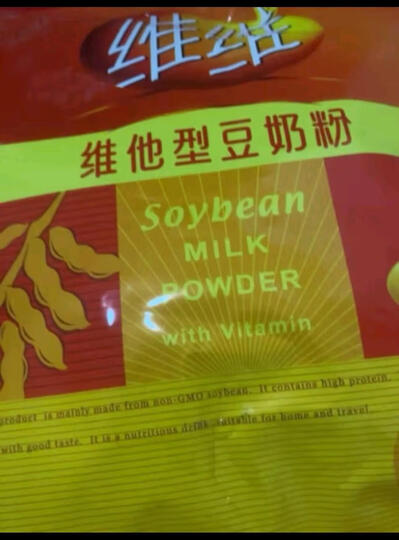 维维
维他型豆奶粉
Soybean
MILK
POWDER
with Vitamin
product is mainly made from non-GMO soybean. It contains high protein,
with good taste. It is a nutritious drink suitable for home and travel.